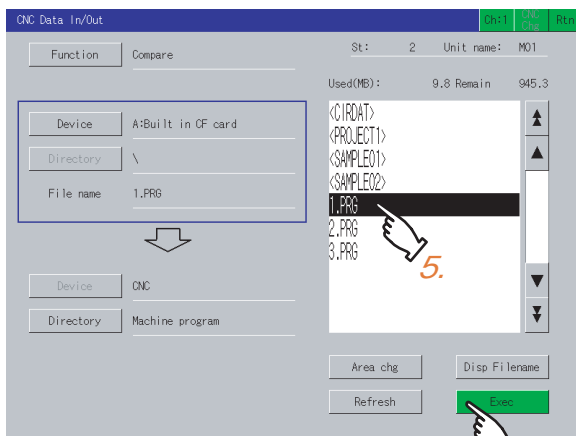 CNC Data In/Out Ch:1 CNC Chg Rtn
Function Compare
St: 2 Unit name: M01
Used(MB): 9.8 Remain 945.3
Device A:Built in CF card
Directory \
File name 1.PRG
<CIRDAT>
<PROJECT1>
<SAMPLE01>
<SAMPLE02>
1.PRG
2.PRG
3.PRG
5.
Device CNC
Directory Machine program
Area chg Disp Filename
Refresh Exec